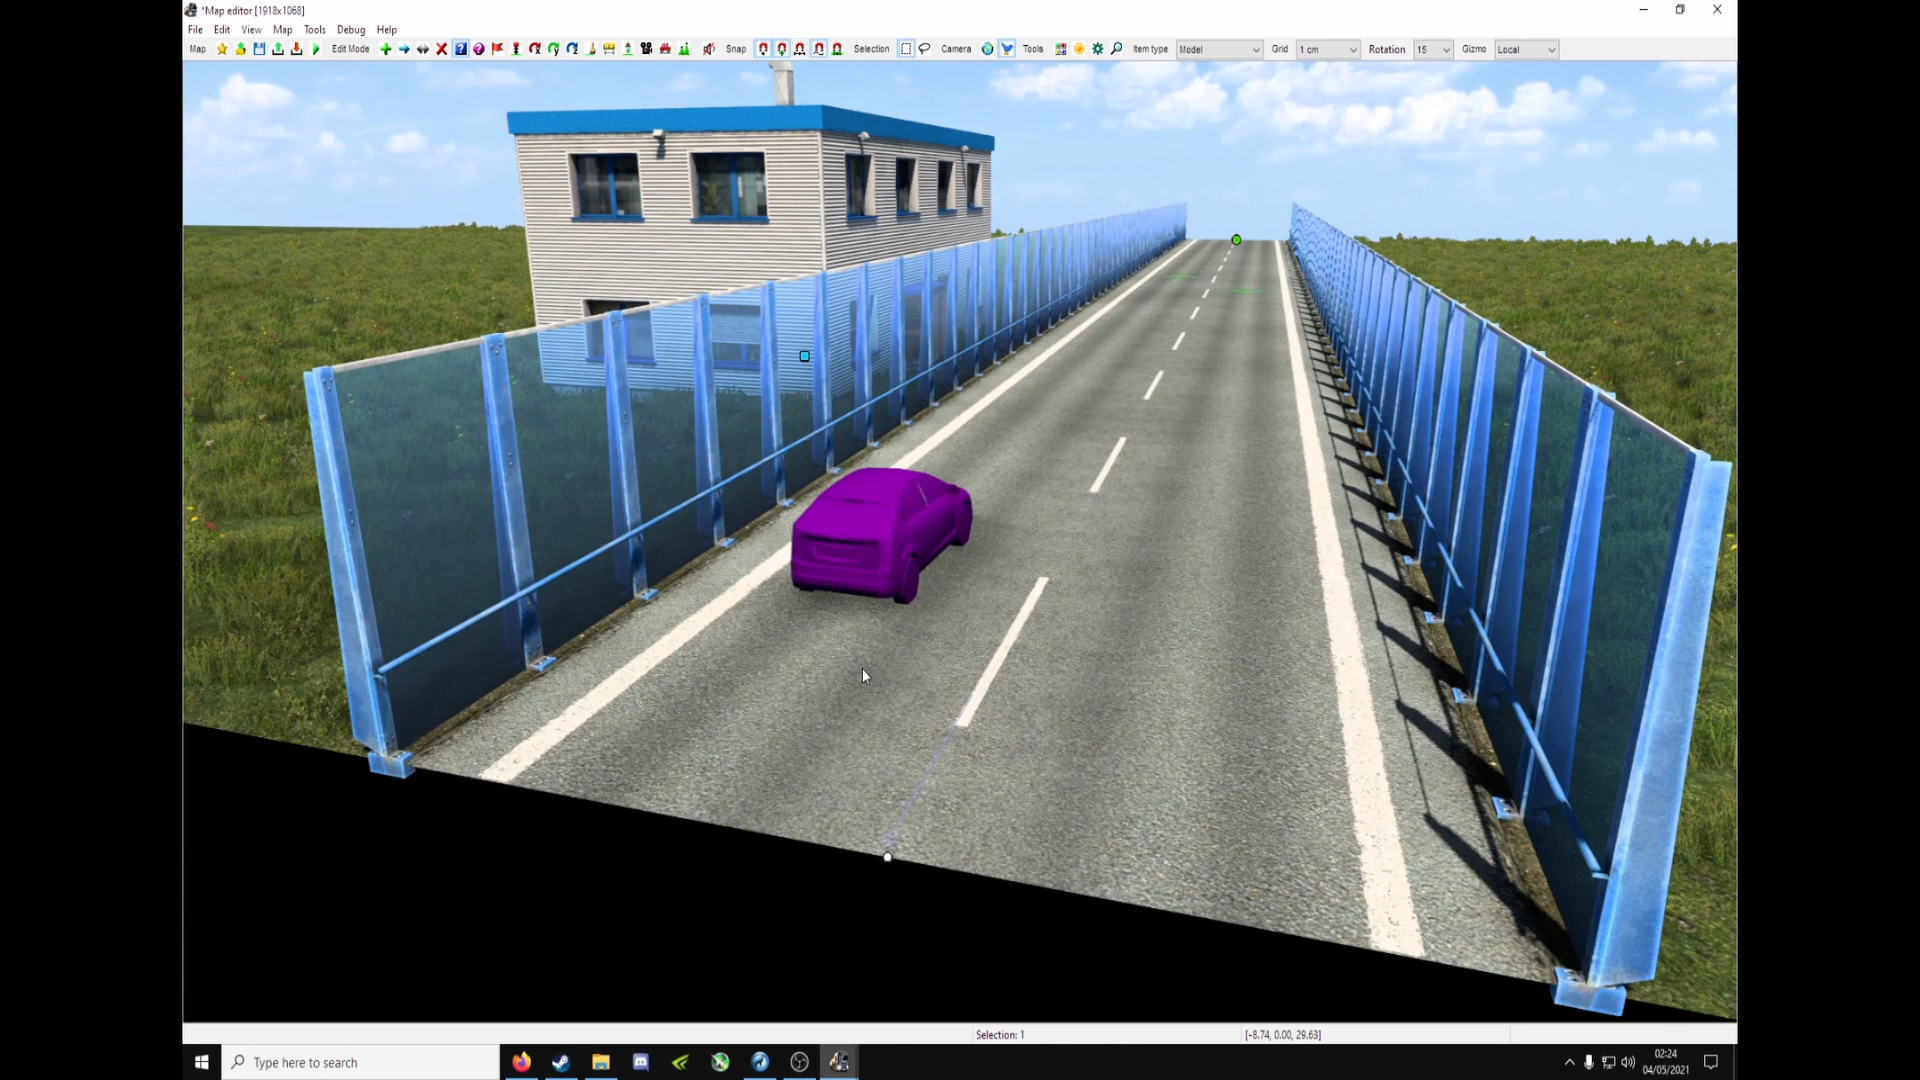 *Map editor [1918x1068]
File Edit View Map Tools Debug Help
Map Edit Mode Snap Selection Camera Tools Item type Model Grid 1 cm Rotation 15 Gizmo Local
Selection: 1 [-8.74, 0.00, 29.63]
Type here to search
02:24
04/05/2021